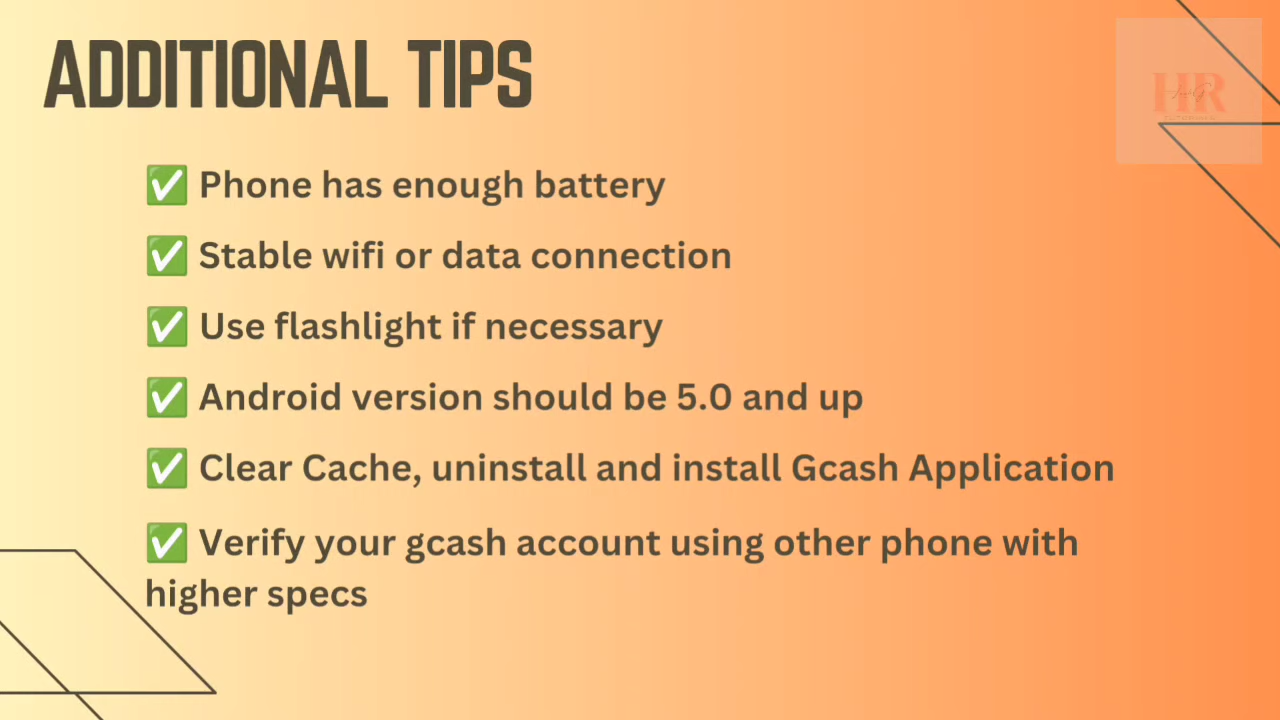 ADDITIONAL TIPS
HR
✅ Phone has enough battery
✅ Stable wifi or data connection
✅ Use flashlight if necessary
✅ Android version should be 5.0 and up
✅ Clear Cache, uninstall and install Gcash Application
✅ Verify your gcash account using other phone with
higher specs